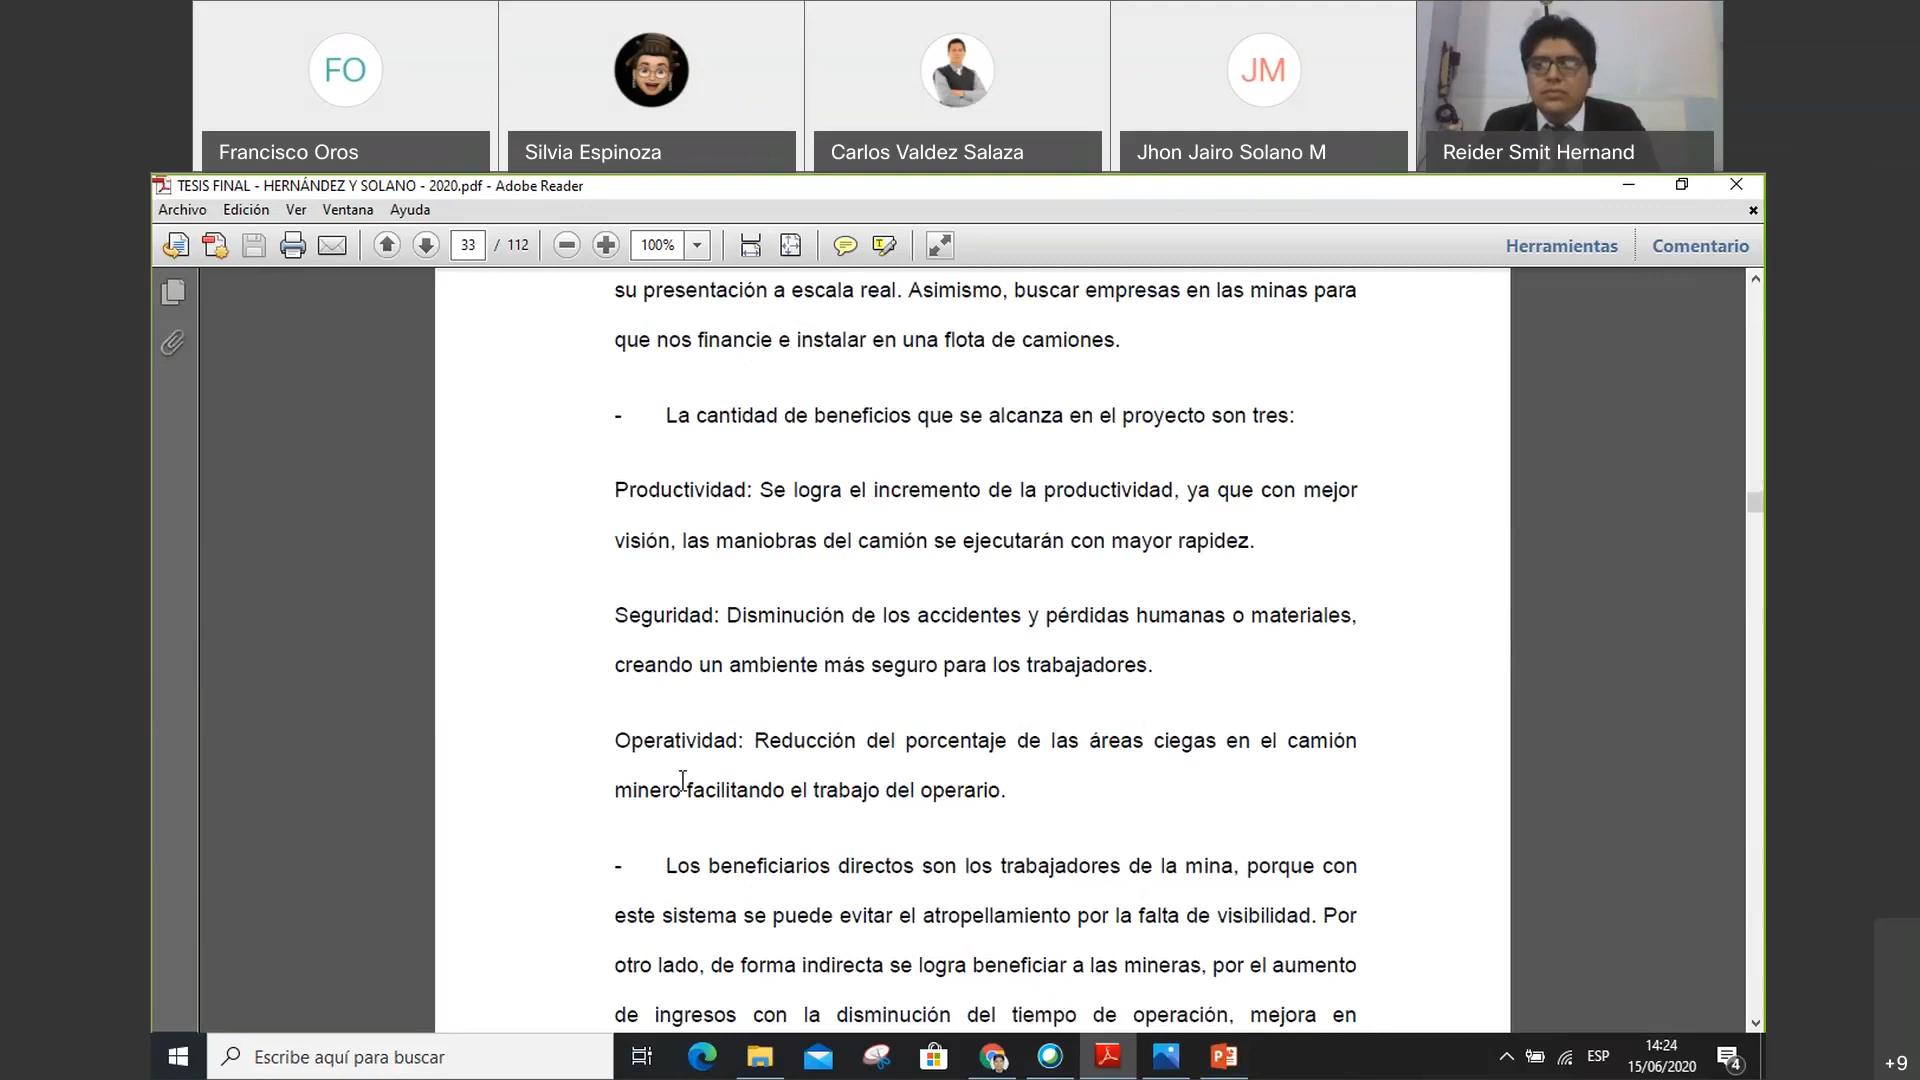 FO
JM
Francisco Oros
Silvia Espinoza
Carlos Valdez Salaza
Jhon Jairo Solano M
Reider Smit Hernand
TESIS FINAL - HERNÁNDEZ Y SOLANO - 2020.pdf - Adobe Reader
Archivo Edición Ver Ventana Ayuda
33 / 112 100% Herramientas Comentario
su presentación a escala real. Asimismo, buscar empresas en las minas para
que nos financie e instalar en una flota de camiones.
- La cantidad de beneficios que se alcanza en el proyecto son tres:
Productividad: Se logra el incremento de la productividad, ya que con mejor
visión, las maniobras del camión se ejecutarán con mayor rapidez.
Seguridad: Disminución de los accidentes y pérdidas humanas o materiales,
creando un ambiente más seguro para los trabajadores.
Operatividad: Reducción del porcentaje de las áreas ciegas en el camión
minero facilitando el trabajo del operario.
- Los beneficiarios directos son los trabajadores de la mina, porque con
este sistema se puede evitar el atropellamiento por la falta de visibilidad. Por
otro lado, de forma indirecta se logra beneficiar a las mineras, por el aumento
de ingresos con la disminución del tiempo de operación, mejora en
Escribe aquí para buscar
ESP
14:24
15/06/2020
4
+9